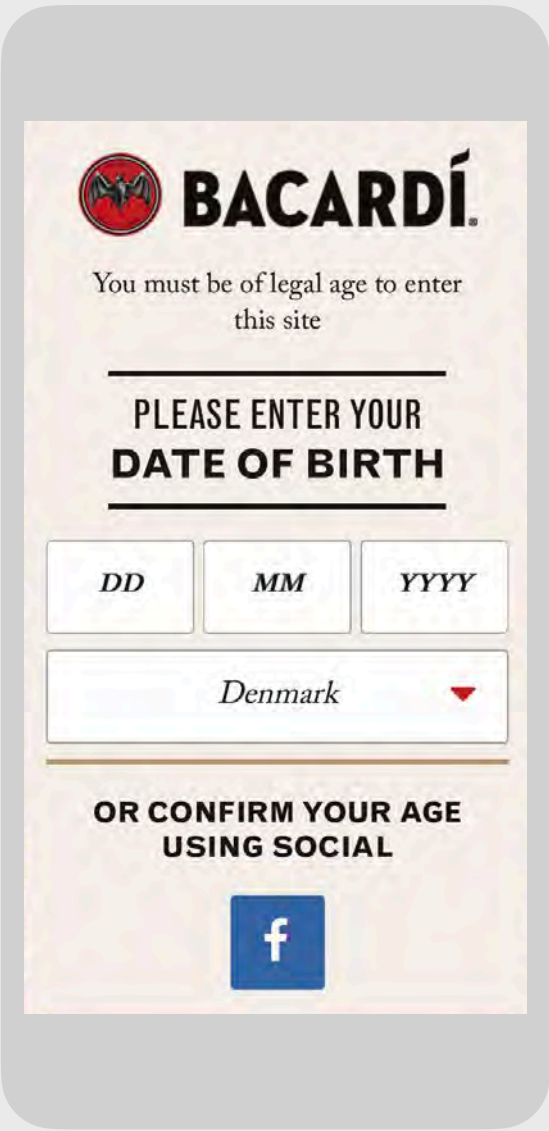 BACARDÍ®
You must be of legal age to enter
this site
PLEASE ENTER YOUR
DATE OF BIRTH
DD MM YYYY
Denmark
OR CONFIRM YOUR AGE
USING SOCIAL
f